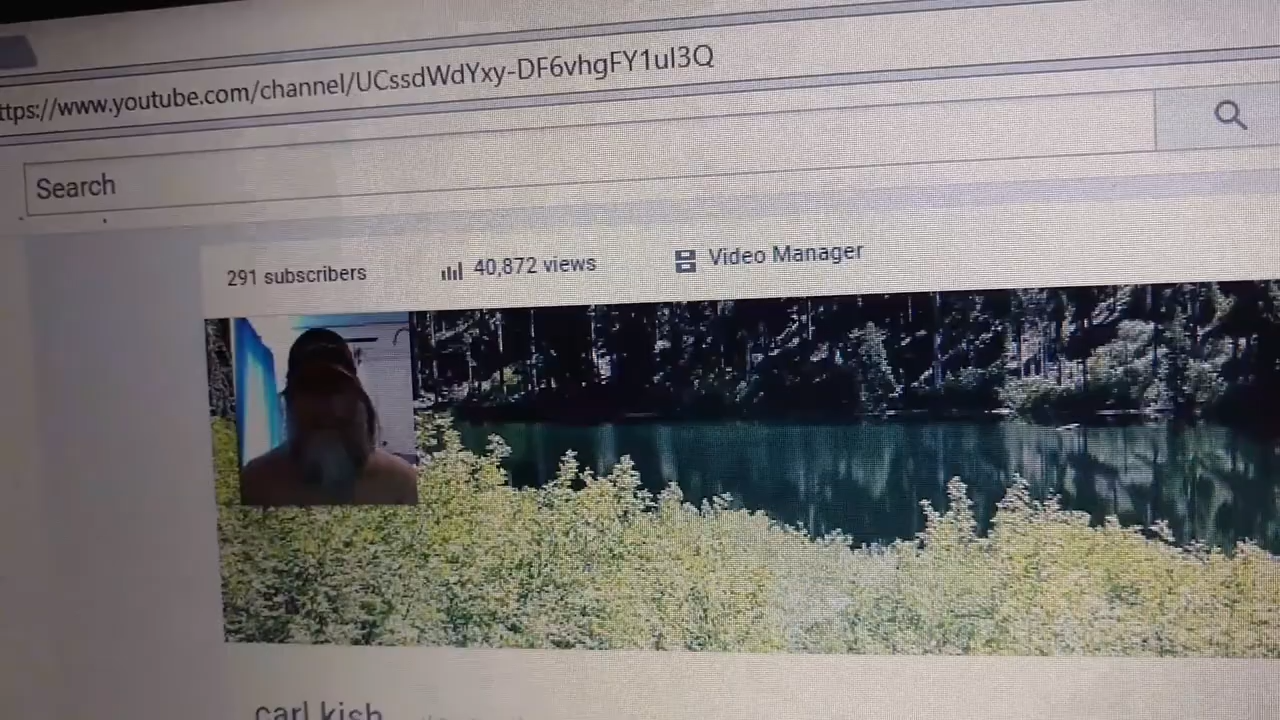 ttps://www.youtube.com/channel/UCssdWdYxy-DF6vhgFY1ul3Q
Search
291 subscribers 40,872 views Video Manager
carl kish